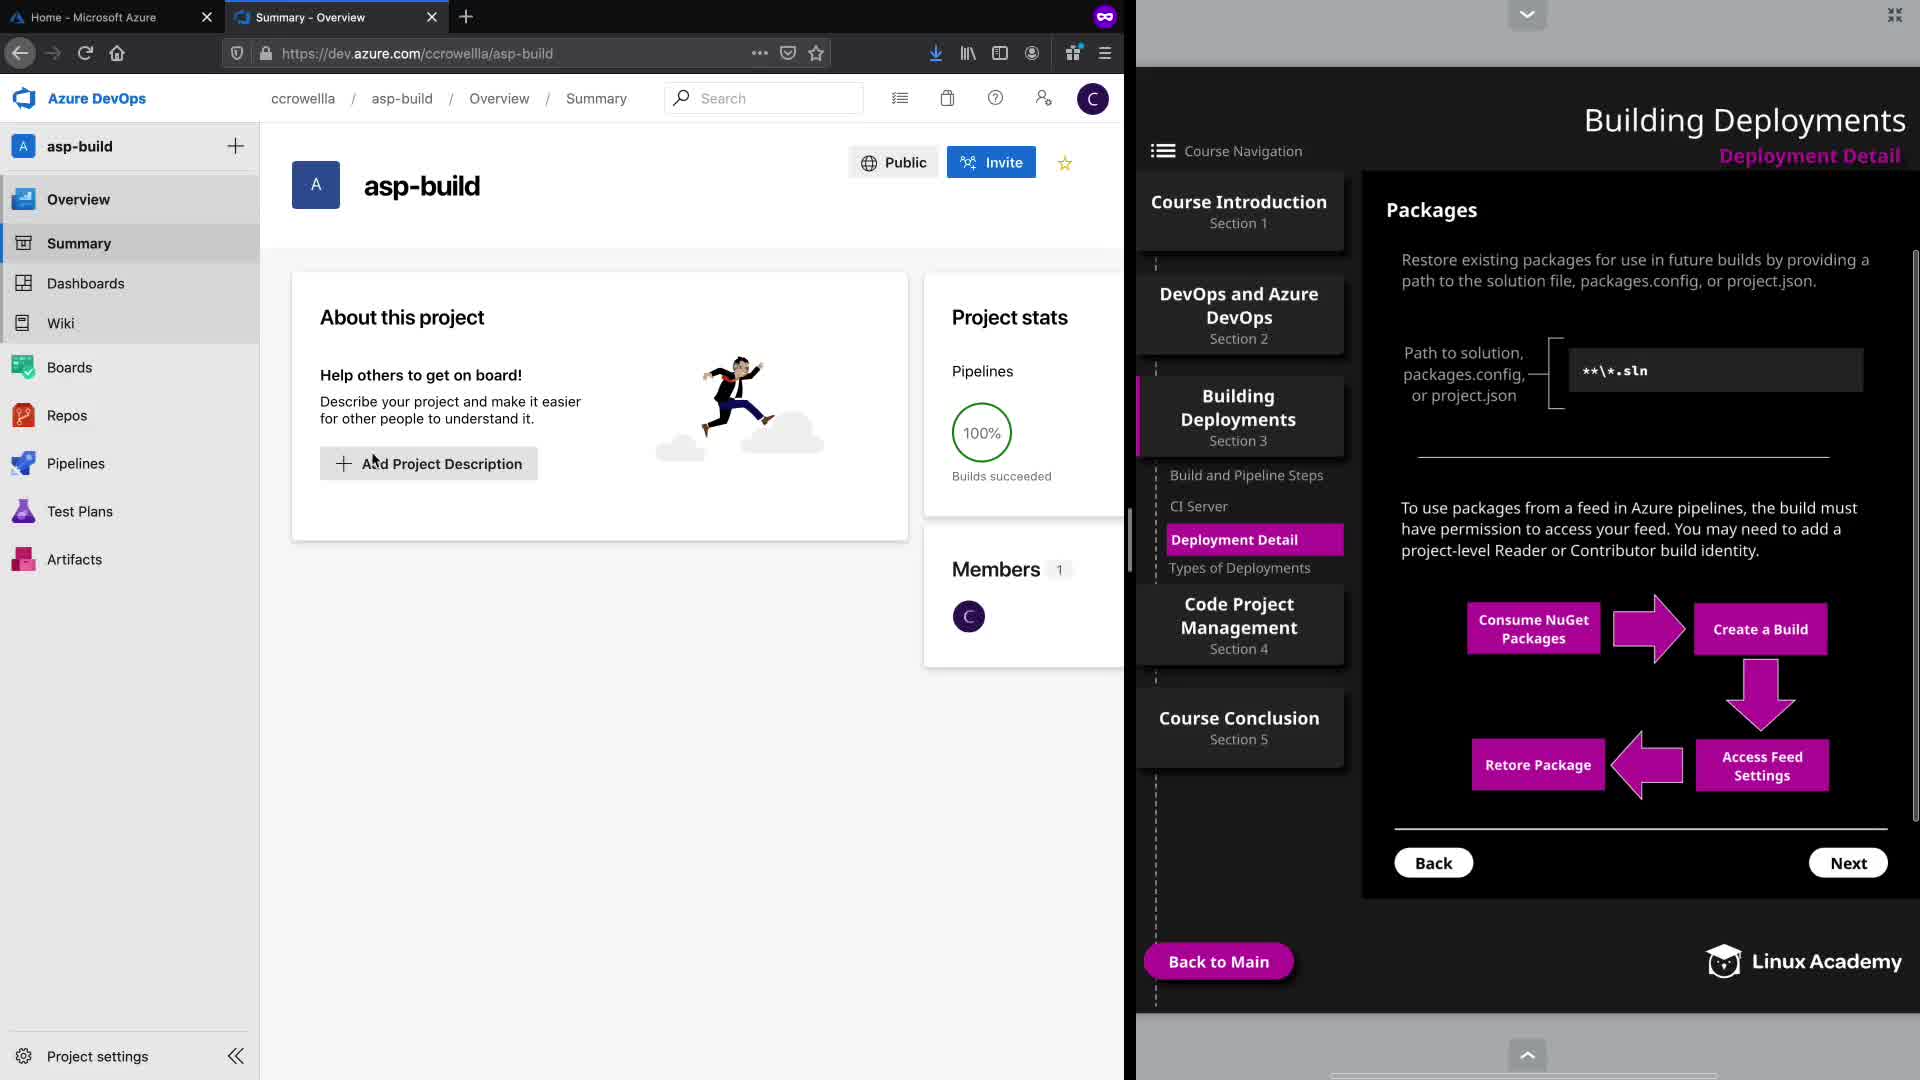 Home - Microsoft Azure
Summary - Overview
https://dev.azure.com/ccrowellla/asp-build
Azure DevOps
ccrowellla / asp-build / Overview / Summary
Search
C
A
asp-build
Overview
Summary
Dashboards
Wiki
Boards
Repos
Pipelines
Test Plans
Artifacts
Project settings
A
asp-build
Public
Invite
About this project
Help others to get on board!
Describe your project and make it easier
for other people to understand it.
Add Project Description
Project stats
Pipelines
100%
Builds succeeded
Members 1
C
Building Deployments
Deployment Detail
Course Navigation
Course Introduction
Section 1
DevOps and Azure
DevOps
Section 2
Building
Deployments
Section 3
Build and Pipeline Steps
CI Server
Deployment Detail
Types of Deployments
Code Project
Management
Section 4
Course Conclusion
Section 5
Back to Main
Packages
Restore existing packages for use in future builds by providing a
path to the solution file, packages.config, or project.json.
Path to solution,
packages.config,
or project.json
**\*.sln
To use packages from a feed in Azure pipelines, the build must
have permission to access your feed. You may need to add a
project-level Reader or Contributor build identity.
Consume NuGet
Packages
Create a Build
Retore Package
Access Feed
Settings
Back
Next
Linux Academy